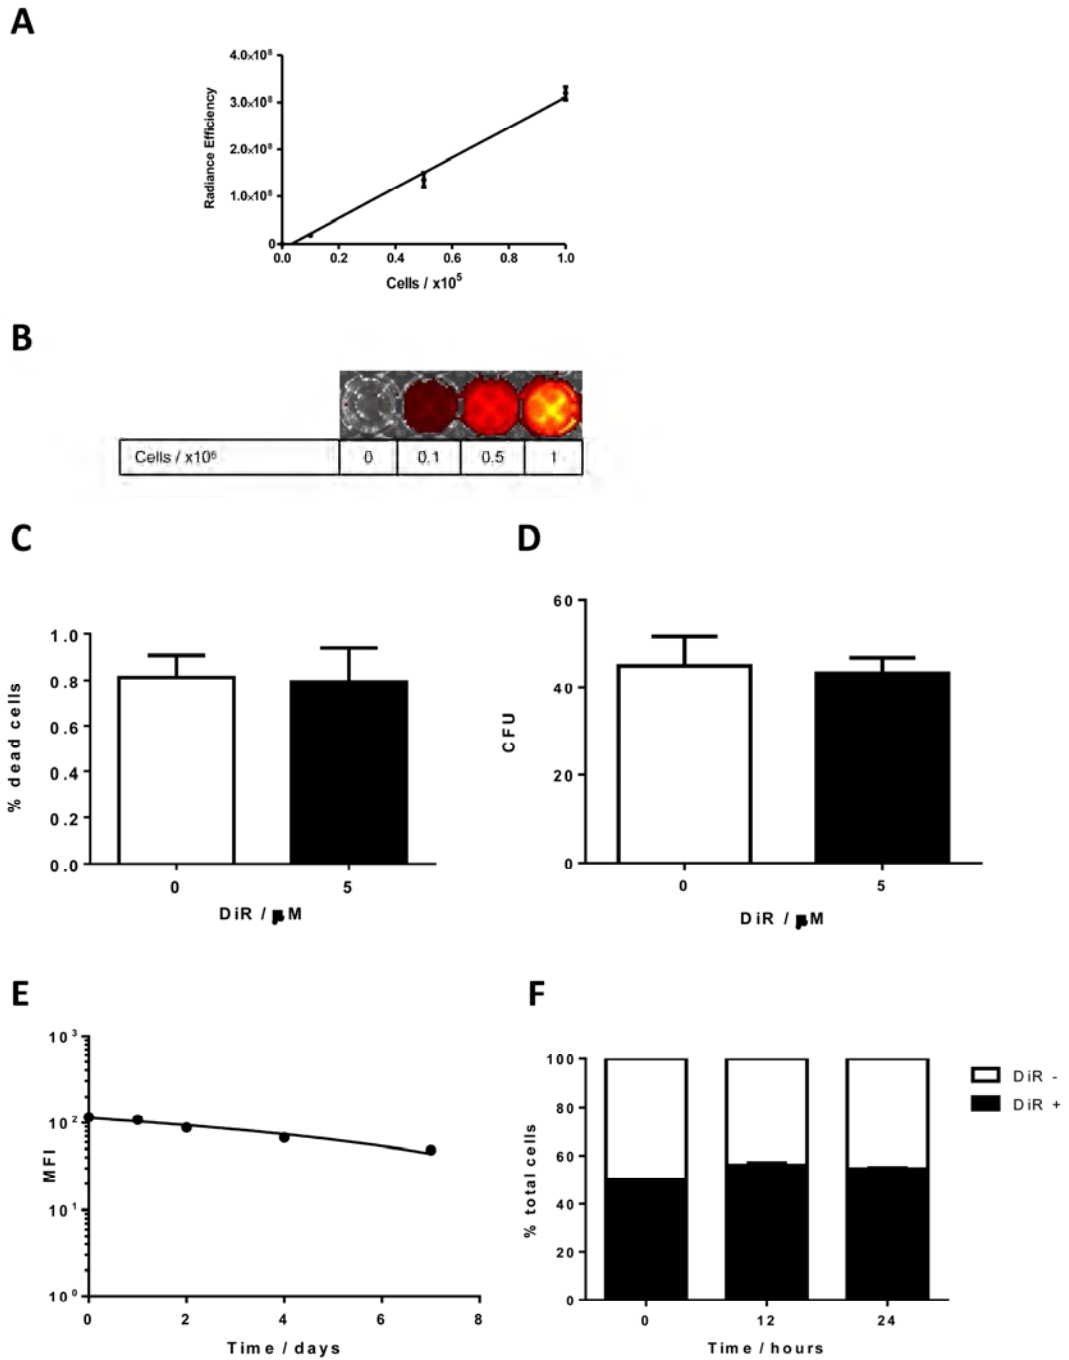 A
4.0×10⁸
3.0×10⁸
2.0×10⁸
1.0×10⁸
0
Radiance Efficiency
0.0 0.2 0.4 0.6 0.8 1.0
Cells / x10⁵
B
Cells / x10⁶ 0 0.1 0.5 1
C
1.0
0.8
0.6
0.4
0.2
0.0
% dead cells
0 5
DiR / µM
D
60
40
20
0
CFU
0 5
DiR / µM
E
10³
10²
10¹
10⁰
MFI
0 2 4 6 8
Time / days
F
100
80
60
40
20
0
% total cells
0 12 24
Time / hours
DiR -
DiR +